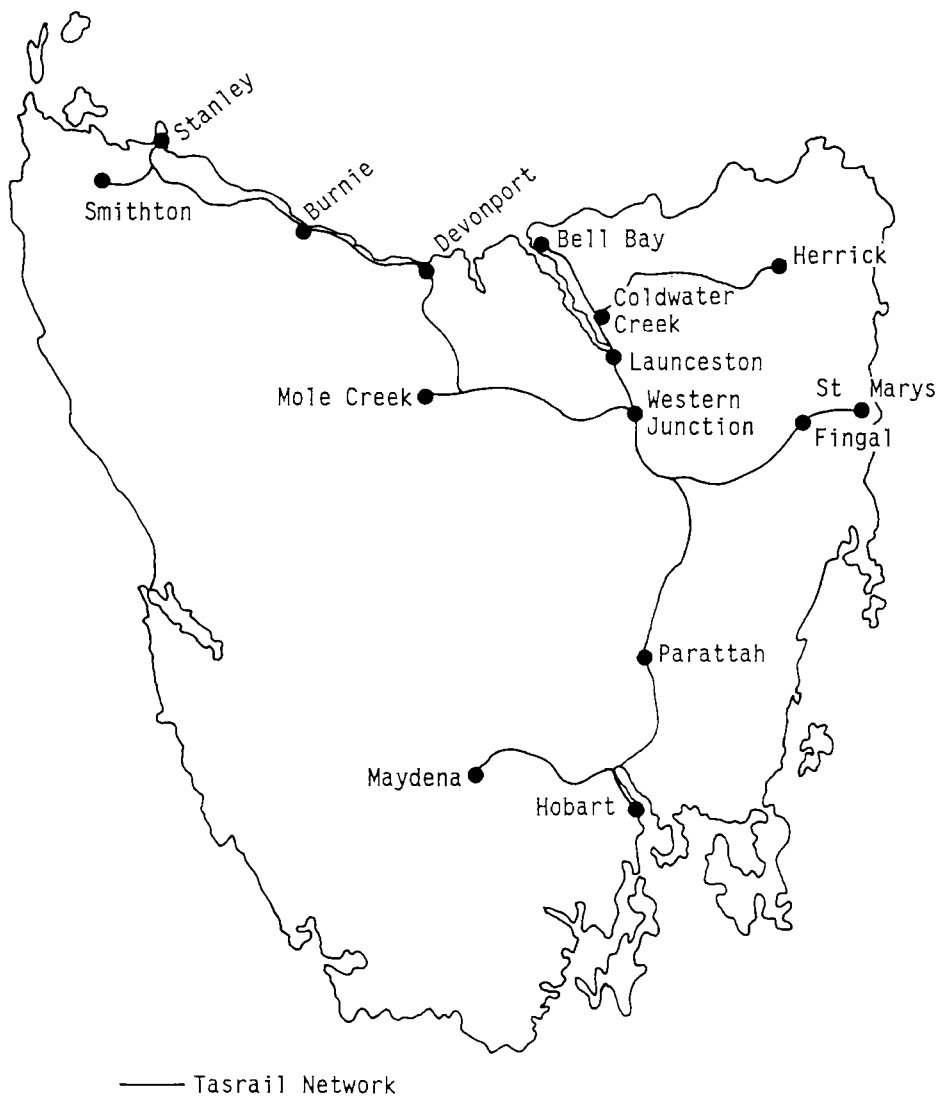 Stanley
Burnie
Smithton
Devonport
Bell Bay
Herrick
Coldwater
Creek
Launceston
Mole Creek
Western
Junction
St Marys
Fingal
Parattah
Maydena
Hobart
Tasrail Network